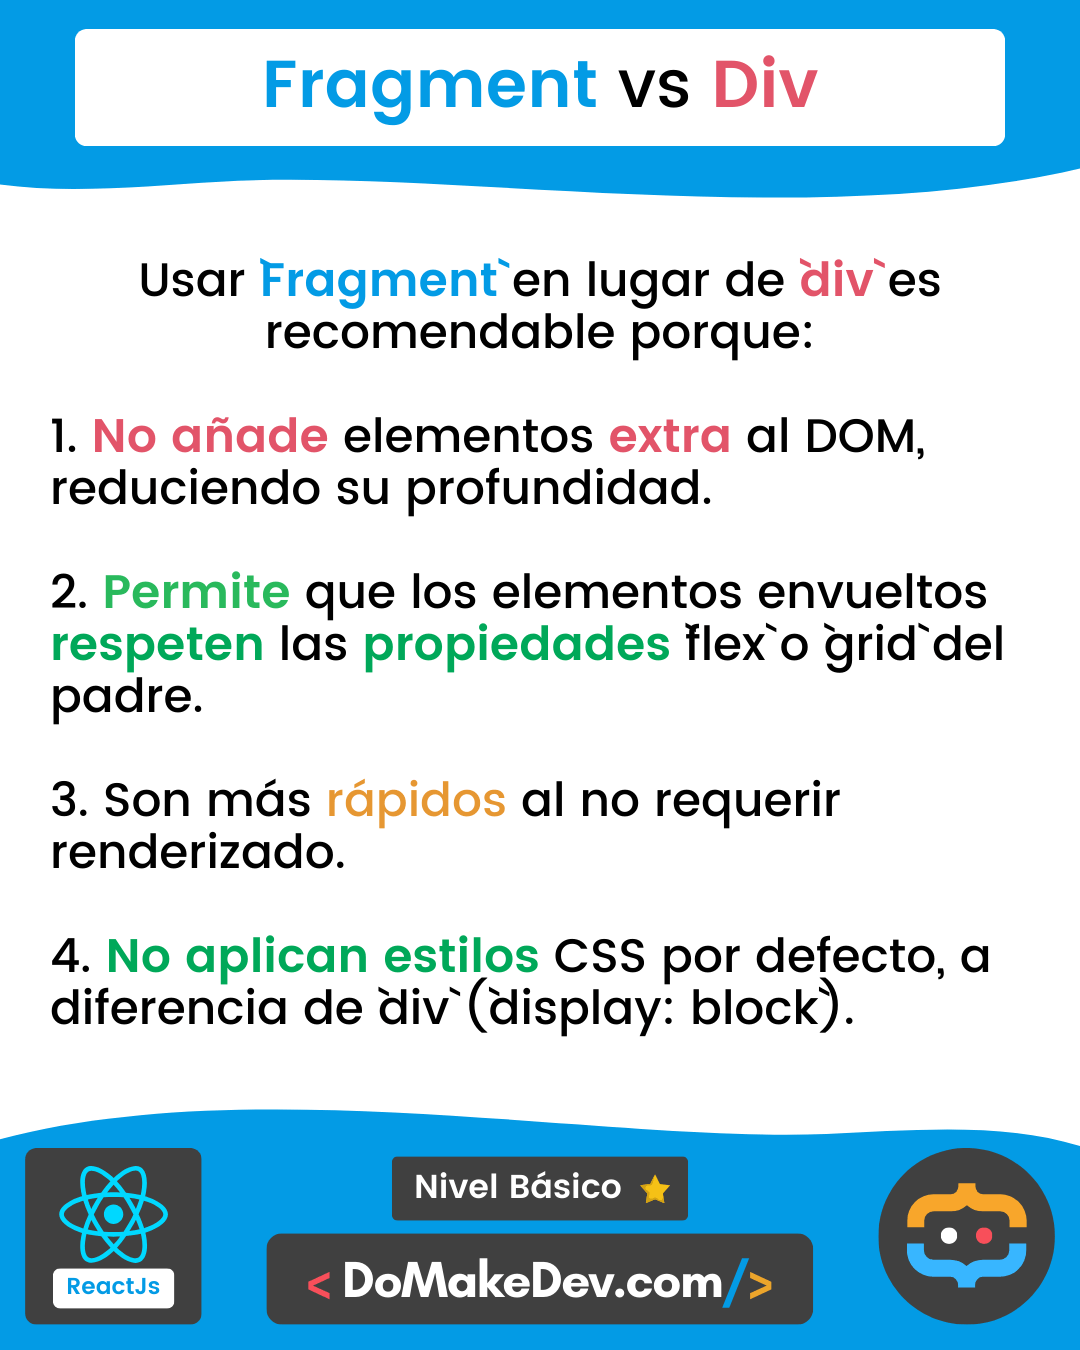 Fragment vs Div
Usar `Fragment` en lugar de `div` es
recomendable porque:
1. No añade elementos extra al DOM,
reduciendo su profundidad.
2. Permite que los elementos envueltos
respeten las propiedades `flex` o `grid` del
padre.
3. Son más rápidos al no requerir
renderizado.
4. No aplican estilos CSS por defecto, a
diferencia de `div` (`display: block`).
Nivel Básico
ReactJs
< DoMakeDev.com/>